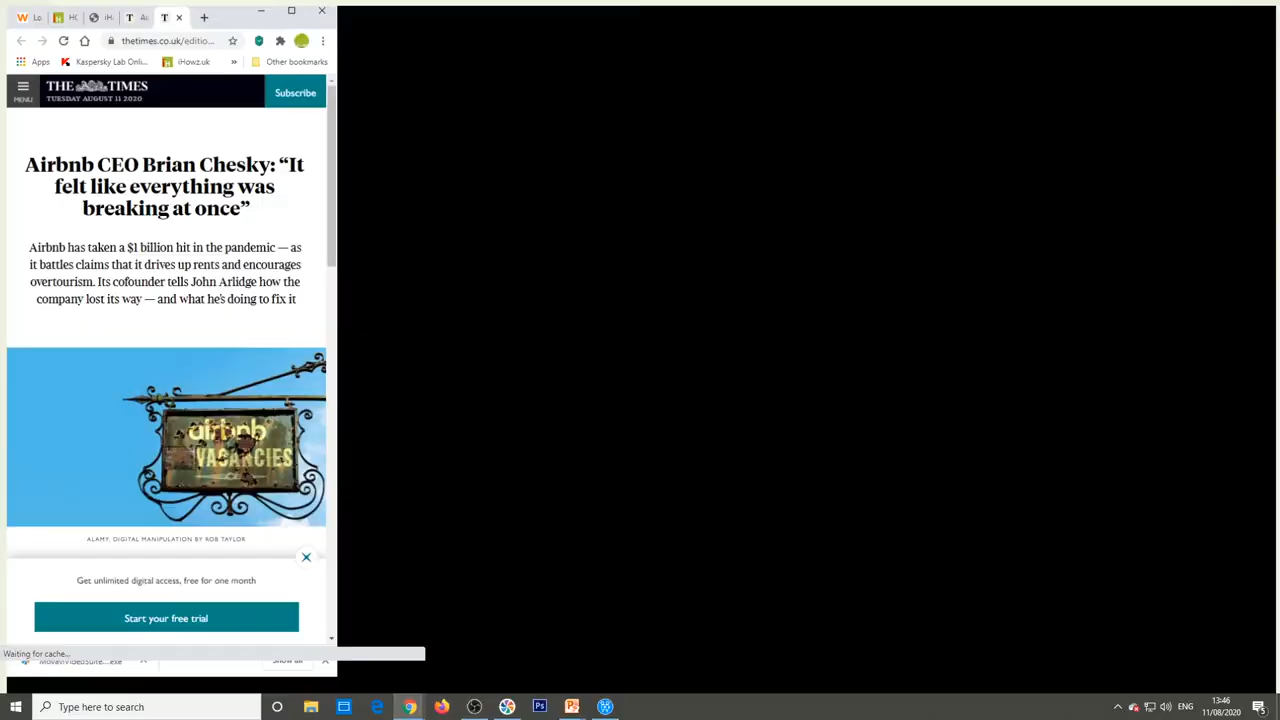 Lo
HO
iHo
T
T
thetimes.co.uk/editio...
Apps
Kaspersky Lab Onli...
iHowz.uk
»
Other bookmarks
MENU
THE TIMES
TUESDAY AUGUST 11 2020
Subscribe
Airbnb CEO Brian Chesky: “It
felt like everything was
breaking at once”
Airbnb has taken a $1 billion hit in the pandemic — as
it battles claims that it drives up rents and encourages
overtourism. Its cofounder tells John Arlidge how the
company lost its way — and what he's doing to fix it
airbnb
VACANCIES
ALAMY. DIGITAL MANIPULATION BY ROB TAYLOR
Get unlimited digital access, free for one month
Start your free trial
Waiting for cache...
MovaviVideoSuite....exe
Show all
Type here to search
ENG
13:46
11/08/2020